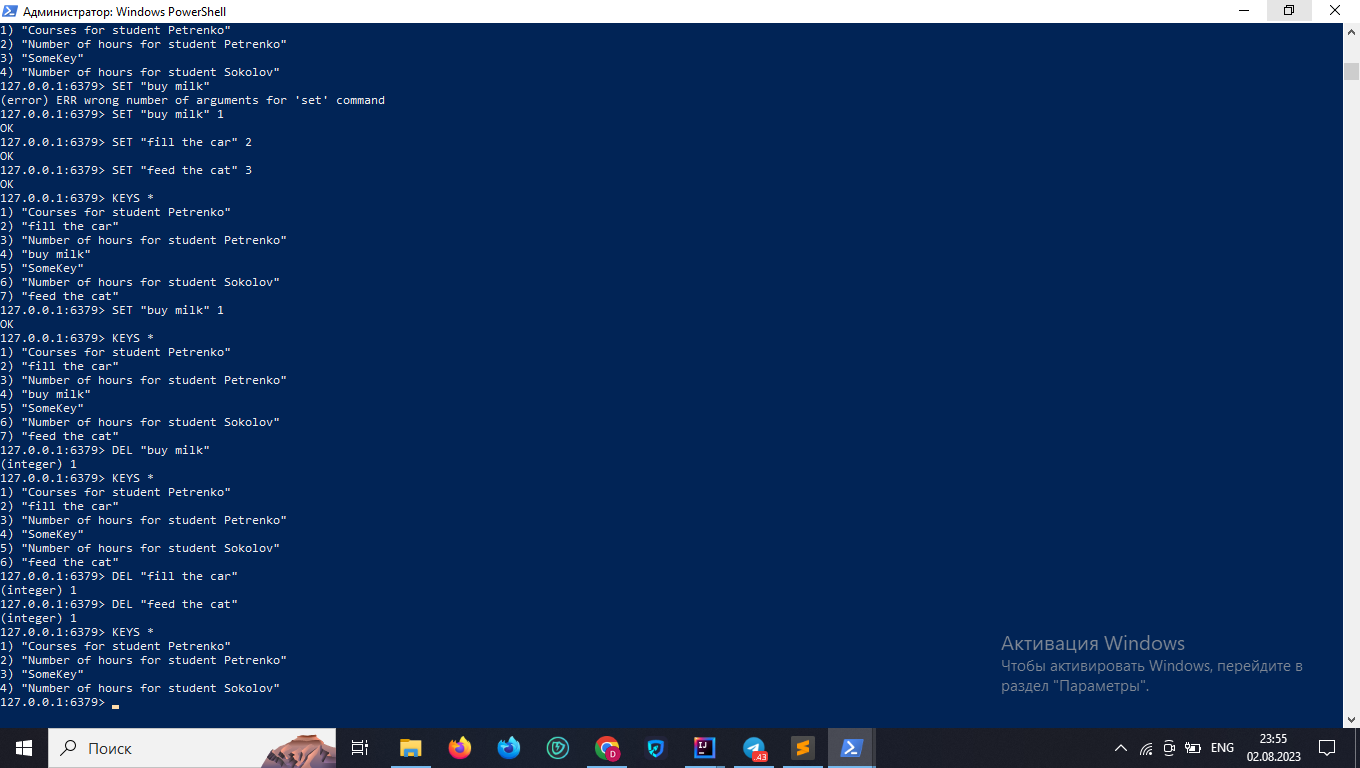 Администратор: Windows PowerShell
1) "Courses for student Petrenko"
2) "Number of hours for student Petrenko"
3) "SomeKey"
4) "Number of hours for student Sokolov"
127.0.0.1:6379> SET "buy milk"
(error) ERR wrong number of arguments for 'set' command
127.0.0.1:6379> SET "buy milk" 1
OK
127.0.0.1:6379> SET "fill the car" 2
OK
127.0.0.1:6379> SET "feed the cat" 3
OK
127.0.0.1:6379> KEYS *
1) "Courses for student Petrenko"
2) "fill the car"
3) "Number of hours for student Petrenko"
4) "buy milk"
5) "SomeKey"
6) "Number of hours for student Sokolov"
7) "feed the cat"
127.0.0.1:6379> SET "buy milk" 1
OK
127.0.0.1:6379> KEYS *
1) "Courses for student Petrenko"
2) "fill the car"
3) "Number of hours for student Petrenko"
4) "buy milk"
5) "SomeKey"
6) "Number of hours for student Sokolov"
7) "feed the cat"
127.0.0.1:6379> DEL "buy milk"
(integer) 1
127.0.0.1:6379> KEYS *
1) "Courses for student Petrenko"
2) "fill the car"
3) "Number of hours for student Petrenko"
4) "SomeKey"
5) "Number of hours for student Sokolov"
6) "feed the cat"
127.0.0.1:6379> DEL "fill the car"
(integer) 1
127.0.0.1:6379> DEL "feed the cat"
(integer) 1
127.0.0.1:6379> KEYS *
1) "Courses for student Petrenko"
2) "Number of hours for student Petrenko"
3) "SomeKey"
4) "Number of hours for student Sokolov"
127.0.0.1:6379>
Активация Windows
Чтобы активировать Windows, перейдите в
раздел "Параметры".
Поиск
D
IJ
43
ENG
23:55
02.08.2023